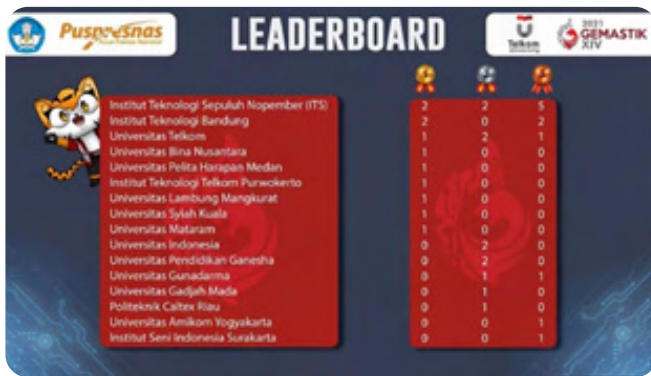 Puspresnas
LEADERBOARD
Telkom
2021
GEMASTIK
XIV
Institut Teknologi Sepuluh Nopember (ITS) 2 2 5
Institut Teknologi Bandung 2 0 2
Universitas Telkom 1 2 1
Universitas Bina Nusantara 1 0 0
Universitas Pelita Harapan Medan 1 0 0
Institut Teknologi Telkom Purwokerto 1 0 0
Universitas Lambung Mangkurat 1 0 0
Universitas Syiah Kuala 1 0 0
Universitas Mataram 1 0 0
Universitas Indonesia 0 2 0
Universitas Pendidikan Ganesha 0 2 0
Universitas Gunadarma 0 1 1
Universitas Gadjah Mada 0 1 0
Politeknik Caltex Riau 0 1 0
Universitas Amikom Yogyakarta 0 0 1
Institut Seni Indonesia Surakarta 0 0 1